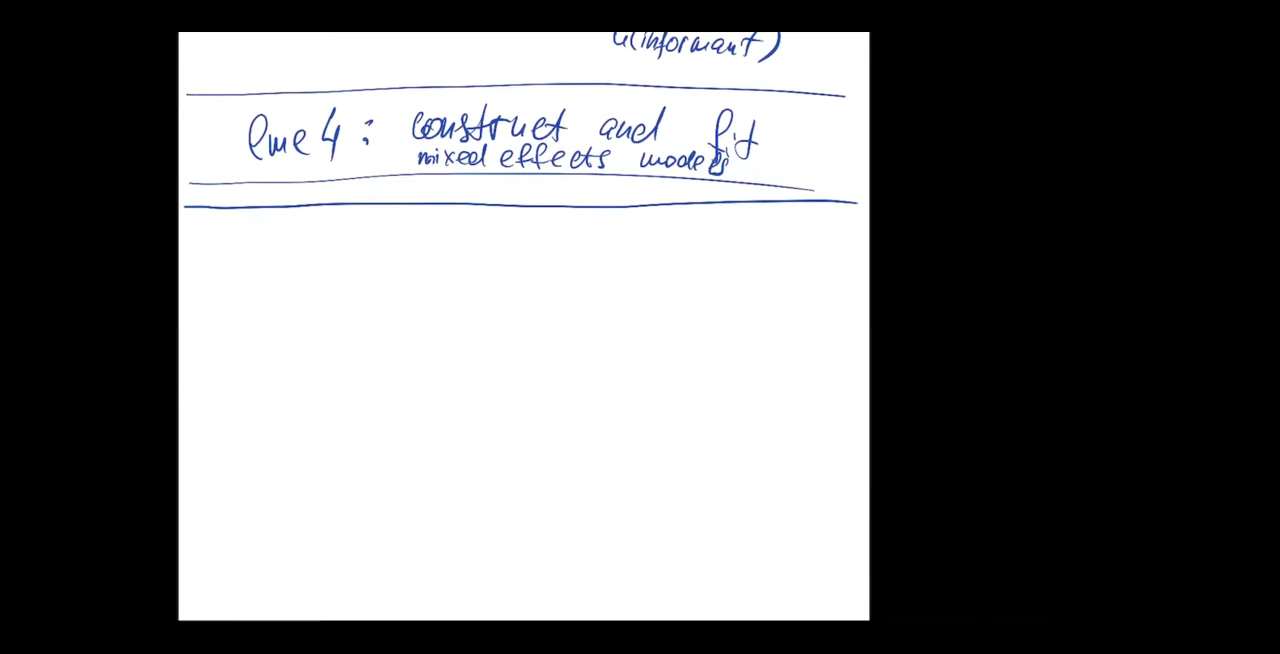 (informant)
lme4: construct and fit
mixed effects models